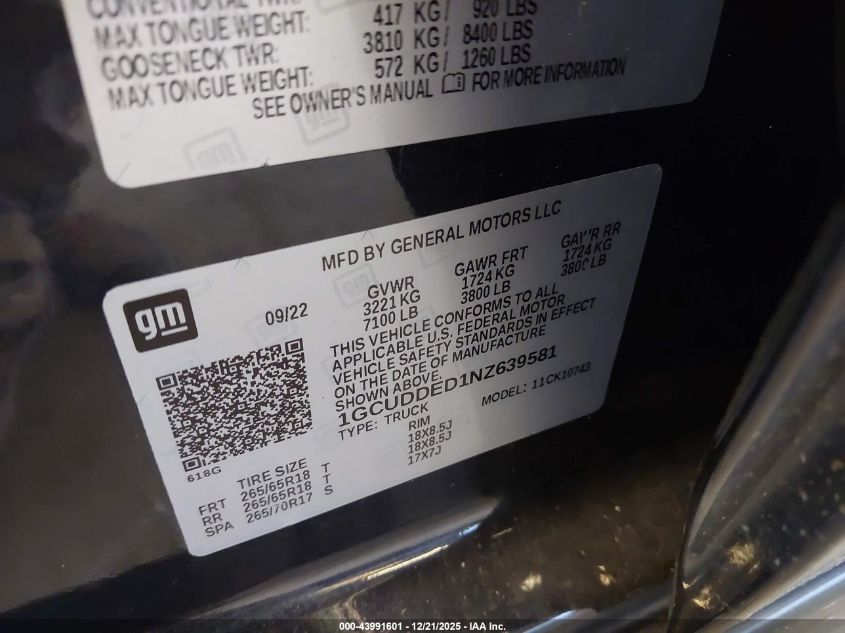 CONVENTIONAL TWR:
417 KG/ 920 LBS
MAX TONGUE WEIGHT:
3810 KG/ 8400 LBS
GOOSENECK TWR:
572 KG/ 1260 LBS
MAX TONGUE WEIGHT:
SEE OWNER'S MANUAL FOR MORE INFORMATION
gm
MFD BY GENERAL MOTORS LLC
gm
09/22
GVWR GAWR FRT GAWR RR
3221 KG 1724 KG 1724 KG
7100 LB 3800 LB 3800 LB
THIS VEHICLE CONFORMS TO ALL
APPLICABLE U.S. FEDERAL MOTOR
VEHICLE SAFETY STANDARDS IN EFFECT
ON THE DATE OF MANUFACTURE
SHOWN ABOVE.
1GCUDDED1NZ639581
TYPE: TRUCK MODEL: 11CK10743
618G
TIRE SIZE RIM
FRT 265/65R18 T 18X8.5J
RR 265/65R18 T 18X8.5J
SPA 265/70R17 S 17X7J
000-43991601 - 12/21/2025 - IAA Inc.